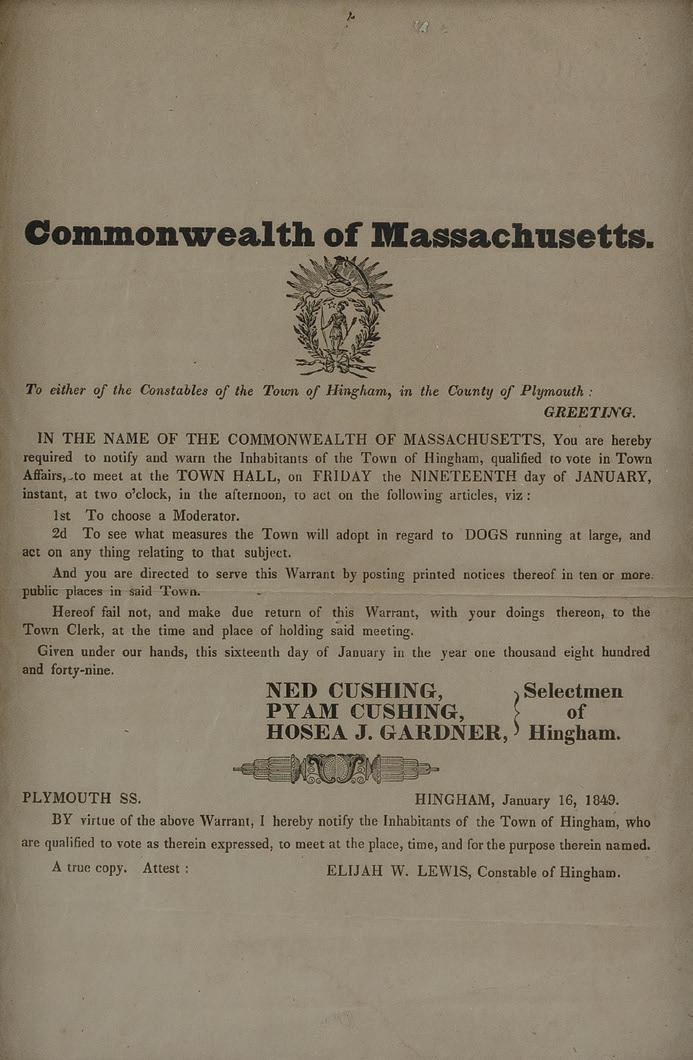 Commonwealth of Massachusetts.
To either of the Constables of the Town of Hingham, in the County of Plymouth :
GREETING.
IN THE NAME OF THE COMMONWEALTH OF MASSACHUSETTS, You are hereby
required to notify and warn the Inhabitants of the Town of Hingham, qualified to vote in Town
Affairs, to meet at the TOWN HALL, on FRIDAY the NINETEENTH day of JANUARY,
instant, at two o'clock, in the afternoon, to act on the following articles, viz :
1st To choose a Moderator.
2d To see what measures the Town will adopt in regard to DOGS running at large, and
act on any thing relating to that subject.
And you are directed to serve this Warrant by posting printed notices thereof in ten or more
public places in said Town.
Hereof fail not, and make due return of this Warrant, with your doings thereon, to the
Town Clerk, at the time and place of holding said meeting.
Given under our hands, this sixteenth day of January in the year one thousand eight hundred
and forty-nine.
NED CUSHING,
PYAM CUSHING,
HOSEA J. GARDNER,
Selectmen
of
Hingham.
PLYMOUTH SS. HINGHAM, January 16, 1849.
BY virtue of the above Warrant, I hereby notify the Inhabitants of the Town of Hingham, who
are qualified to vote as therein expressed, to meet at the place, time, and for the purpose therein named.
A true copy. Attest : ELIJAH W. LEWIS, Constable of Hingham.